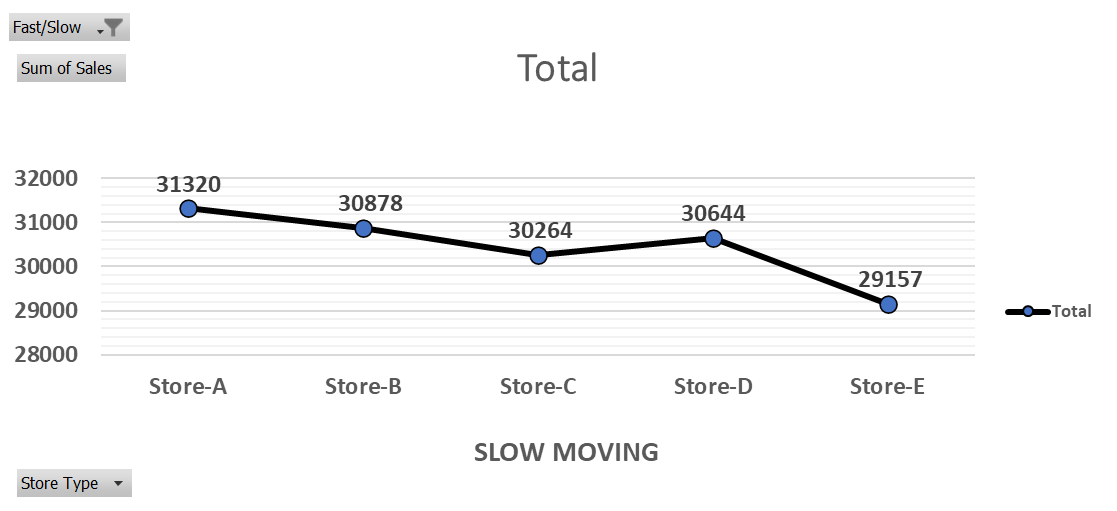 Fast/Slow
Sum of Sales
Total
32000
31000
30000
29000
28000
31320
30878
30264
30644
29157
Total
Store-A Store-B Store-C Store-D Store-E
SLOW MOVING
Store Type